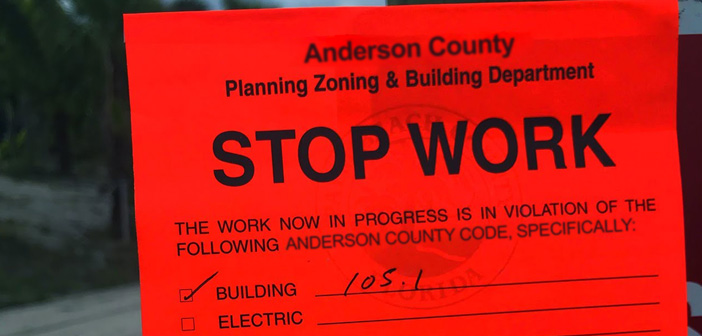 Anderson County
Planning Zoning & Building Department
STOP WORK
THE WORK NOW IN PROGRESS IS IN VIOLATION OF THE
FOLLOWING ANDERSON COUNTY CODE, SPECIFICALLY:
✓ BUILDING 105.1
☐ ELECTRIC
FLORIDA